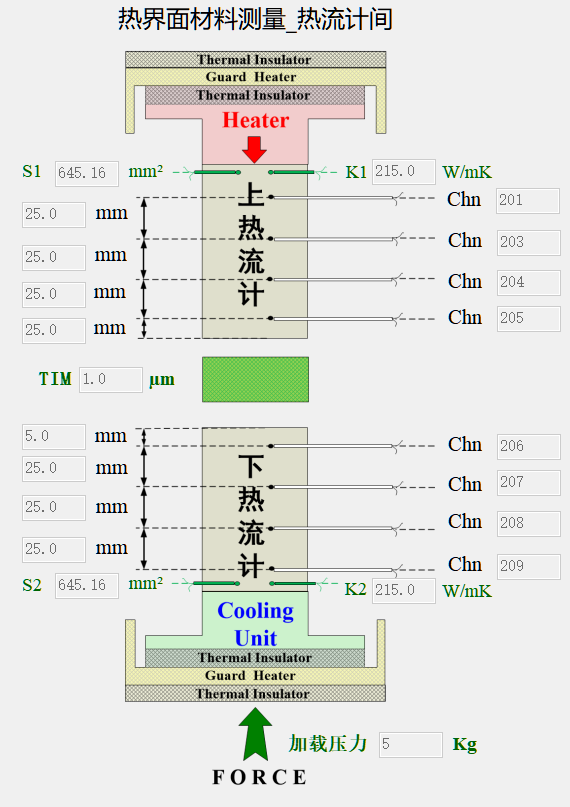 热界面材料测量_热流计间
Thermal Insulator
Guard Heater
Thermal Insulator
Heater
S1 645.16 mm² K1 215.0 W/mK
上热流计
25.0 mm Chn 201
25.0 mm Chn 203
25.0 mm Chn 204
25.0 mm Chn 205
TIM 1.0 μm
5.0 mm Chn 206
下热流计
25.0 mm Chn 207
25.0 mm Chn 208
25.0 mm Chn 209
S2 645.16 mm² K2 215.0 W/mK
Cooling
Unit
Thermal Insulator
Guard Heater
Thermal Insulator
加载压力 5 Kg
FORCE